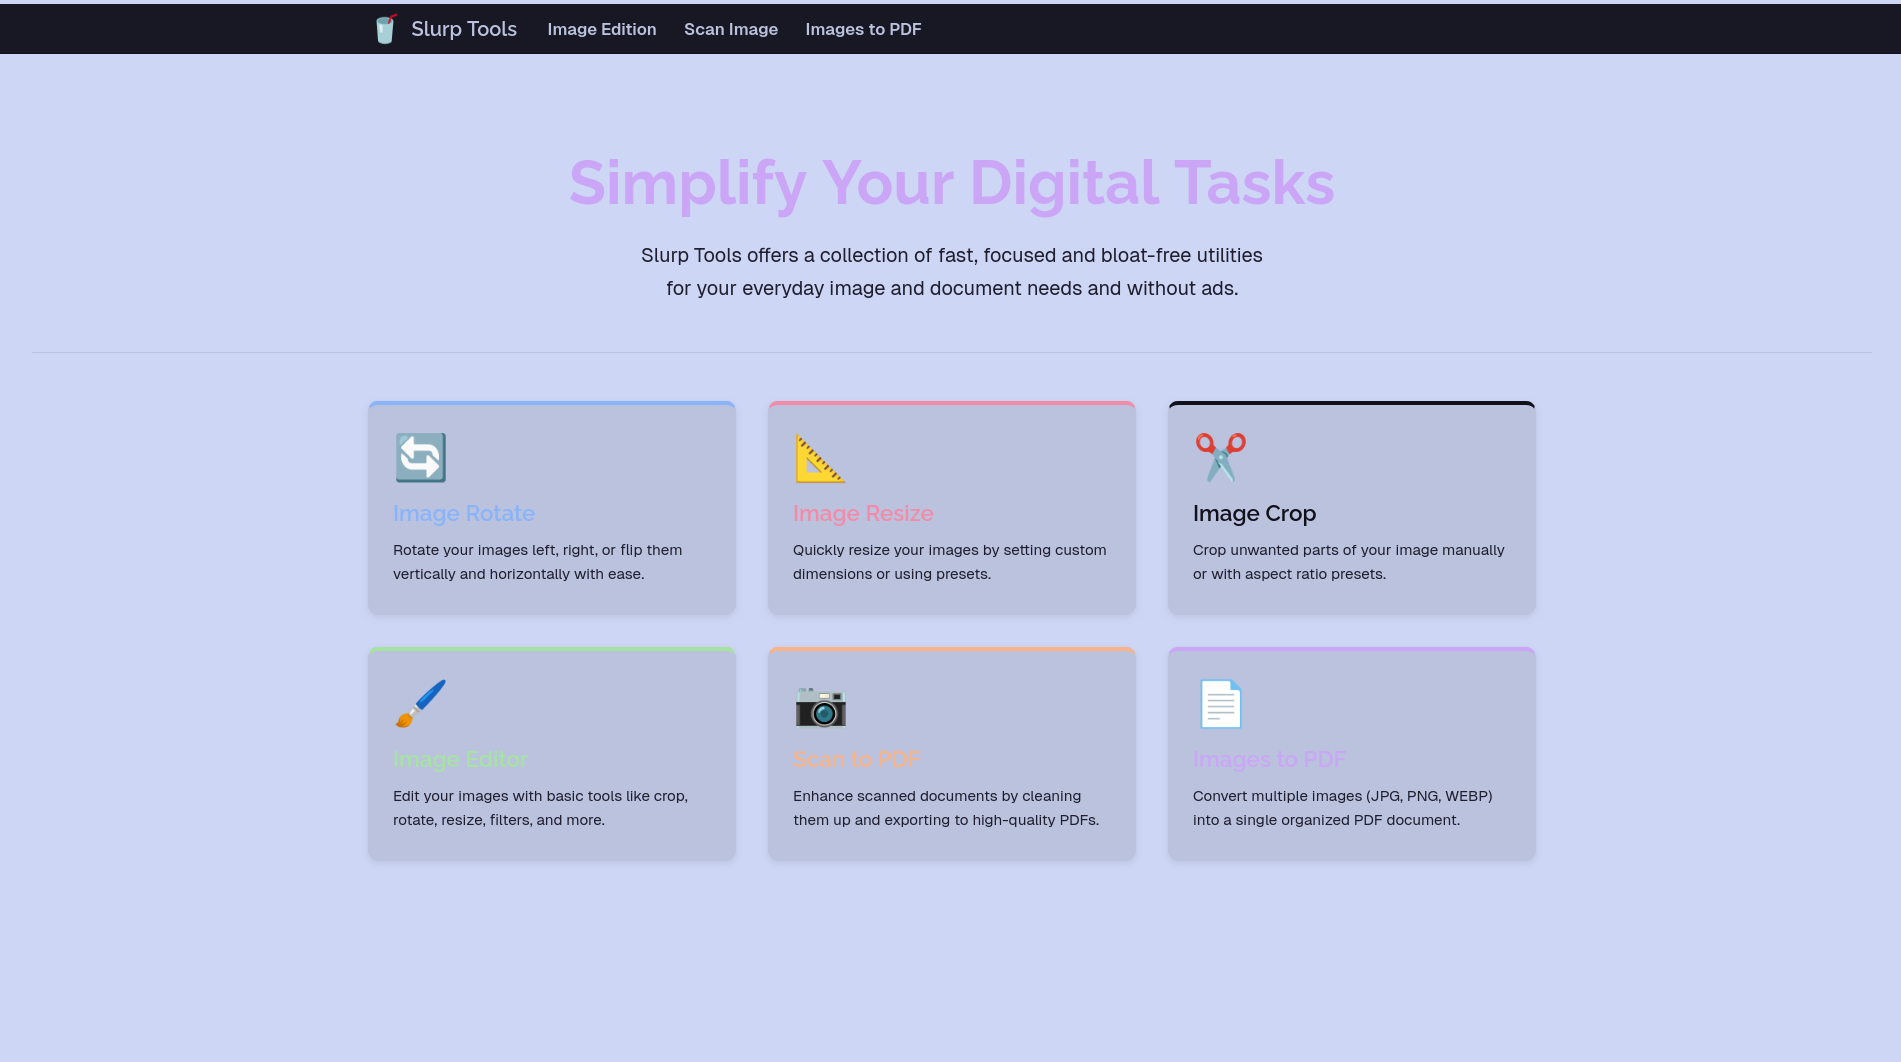 Slurp Tools
Image Edition
Scan Image
Images to PDF
Simplify Your Digital Tasks
Slurp Tools offers a collection of fast, focused and bloat-free utilities
for your everyday image and document needs and without ads.
Image Rotate
Rotate your images left, right, or flip them
vertically and horizontally with ease.
Image Resize
Quickly resize your images by setting custom
dimensions or using presets.
Image Crop
Crop unwanted parts of your image manually
or with aspect ratio presets.
Image Editor
Edit your images with basic tools like crop,
rotate, resize, filters, and more.
Scan to PDF
Enhance scanned documents by cleaning
them up and exporting to high-quality PDFs.
Images to PDF
Convert multiple images (JPG, PNG, WEBP)
into a single organized PDF document.